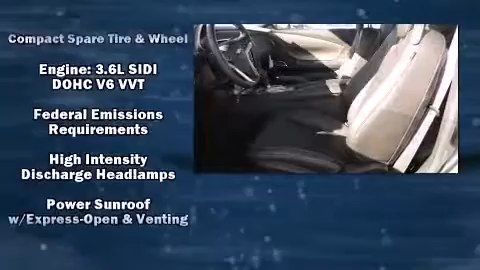 Compact Spare Tire & Wheel
Engine: 3.6L SIDI
DOHC V6 VVT
Federal Emissions
Requirements
High Intensity
Discharge Headlamps
Power Sunroof
w/Express-Open & Venting